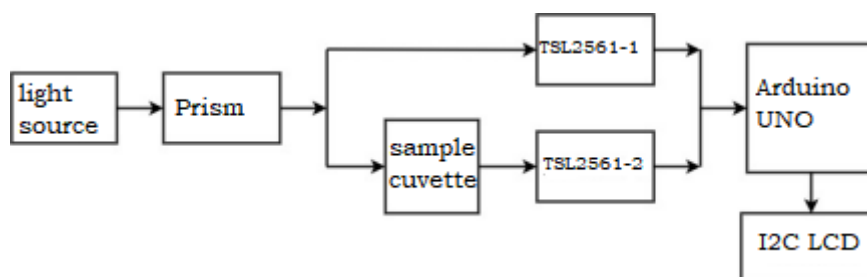 light
source
Prism
TSL2561-1
sample
cuvette
TSL2561-2
Arduino
UNO
I2C LCD